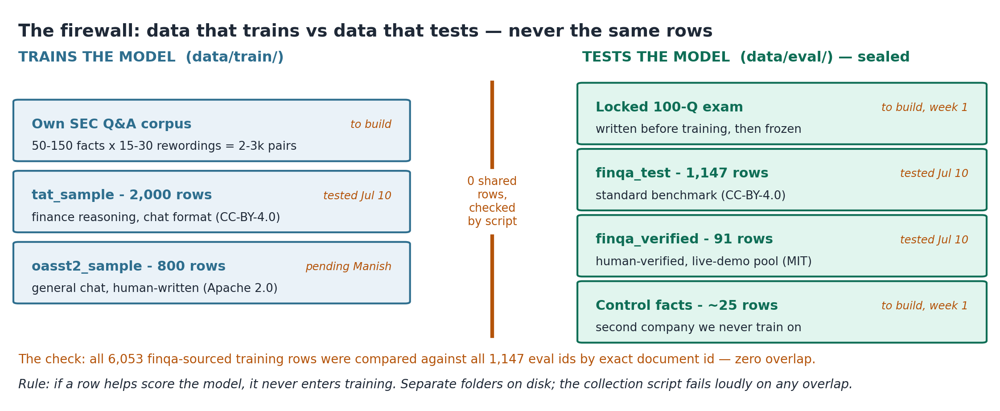 The firewall: data that trains vs data that tests — never the same rows
TRAINS THE MODEL  (data/train/)
Own SEC Q&A corpus
to build
50-150 facts x 15-30 rewordings = 2-3k pairs
tat_sample - 2,000 rows
tested Jul 10
finance reasoning, chat format (CC-BY-4.0)
oasst2_sample - 800 rows
pending Manish
general chat, human-written (Apache 2.0)
0 shared
rows,
checked
by script
TESTS THE MODEL  (data/eval/) — sealed
Locked 100-Q exam
to build, week 1
written before training, then frozen
finqa_test - 1,147 rows
tested Jul 10
standard benchmark (CC-BY-4.0)
finqa_verified - 91 rows
tested Jul 10
human-verified, live-demo pool (MIT)
Control facts - ~25 rows
to build, week 1
second company we never train on
The check: all 6,053 finqa-sourced training rows were compared against all 1,147 eval ids by exact document id — zero overlap.
Rule: if a row helps score the model, it never enters training. Separate folders on disk; the collection script fails loudly on any overlap.